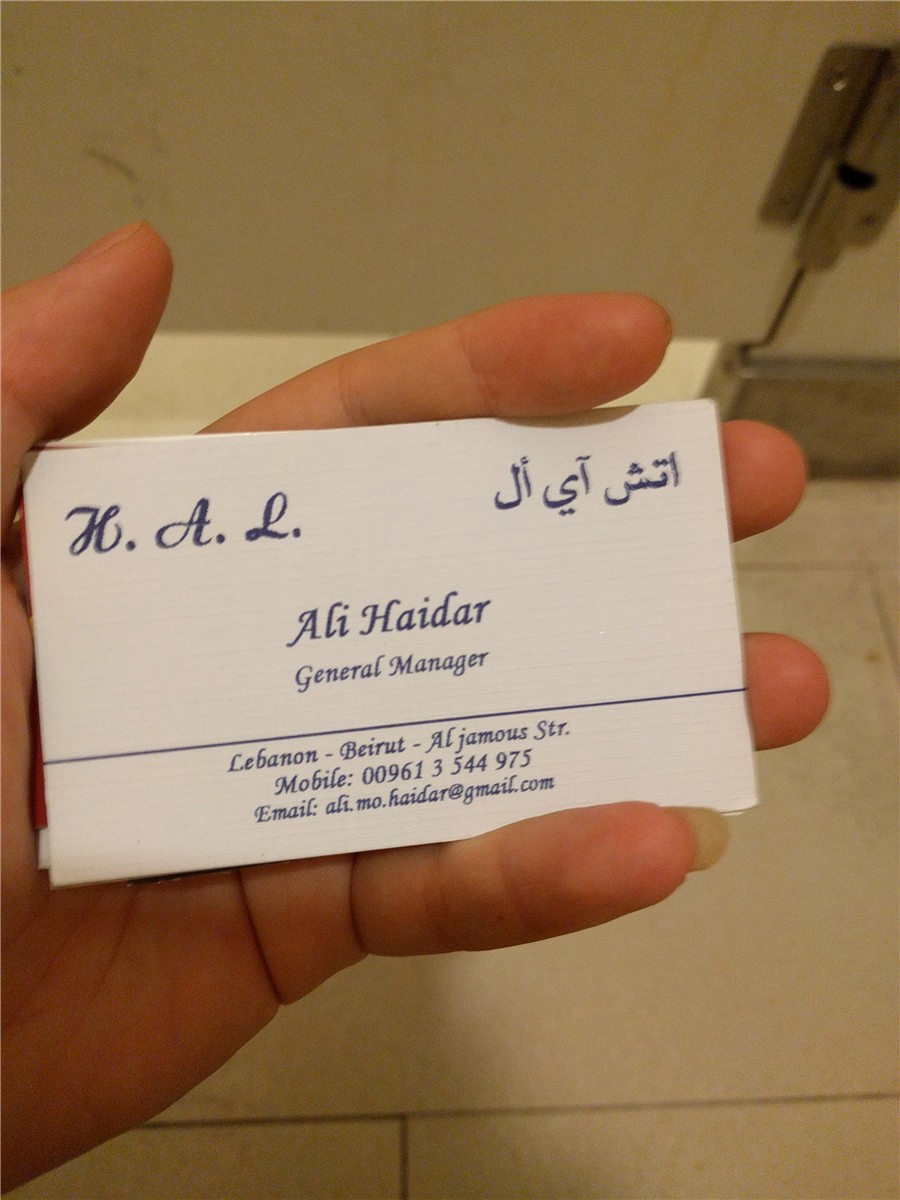 H. A. L.
اتش آي أل
Ali Haidar
General Manager
Lebanon - Beirut - Al jamous Str.
Mobile: 00961 3 544 975
Email: ali.mo.haidar@gmail.com